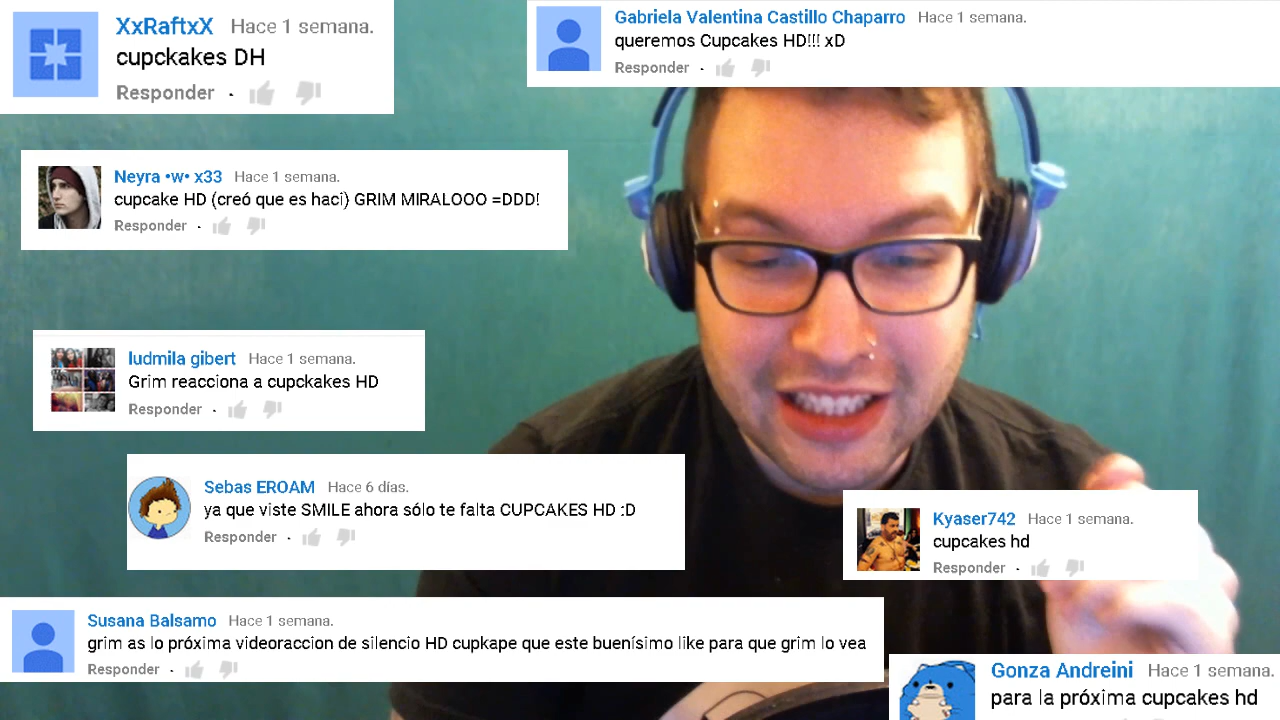 XxRaftxX Hace 1 semana.
cupckakes DH
Responder ·
Gabriela Valentina Castillo Chaparro Hace 1 semana.
queremos Cupcakes HD!!! xD
Responder ·
Neyra •w• x33 Hace 1 semana.
cupcake HD (creó que es haci) GRIM MIRALOOO =DDD!
Responder ·
ludmila gibert Hace 1 semana.
Grim reacciona a cupckakes HD
Responder ·
Sebas EROAM Hace 6 días.
ya que viste SMILE ahora sólo te falta CUPCAKES HD :D
Responder ·
Kyaser742 Hace 1 semana.
cupcakes hd
Responder ·
Susana Balsamo Hace 1 semana.
grim as lo próxima videoraccion de silencio HD cupkape que este buenísimo like para que grim lo vea
Responder ·
Gonza Andreini Hace 1 semana.
para la próxima cupcakes hd